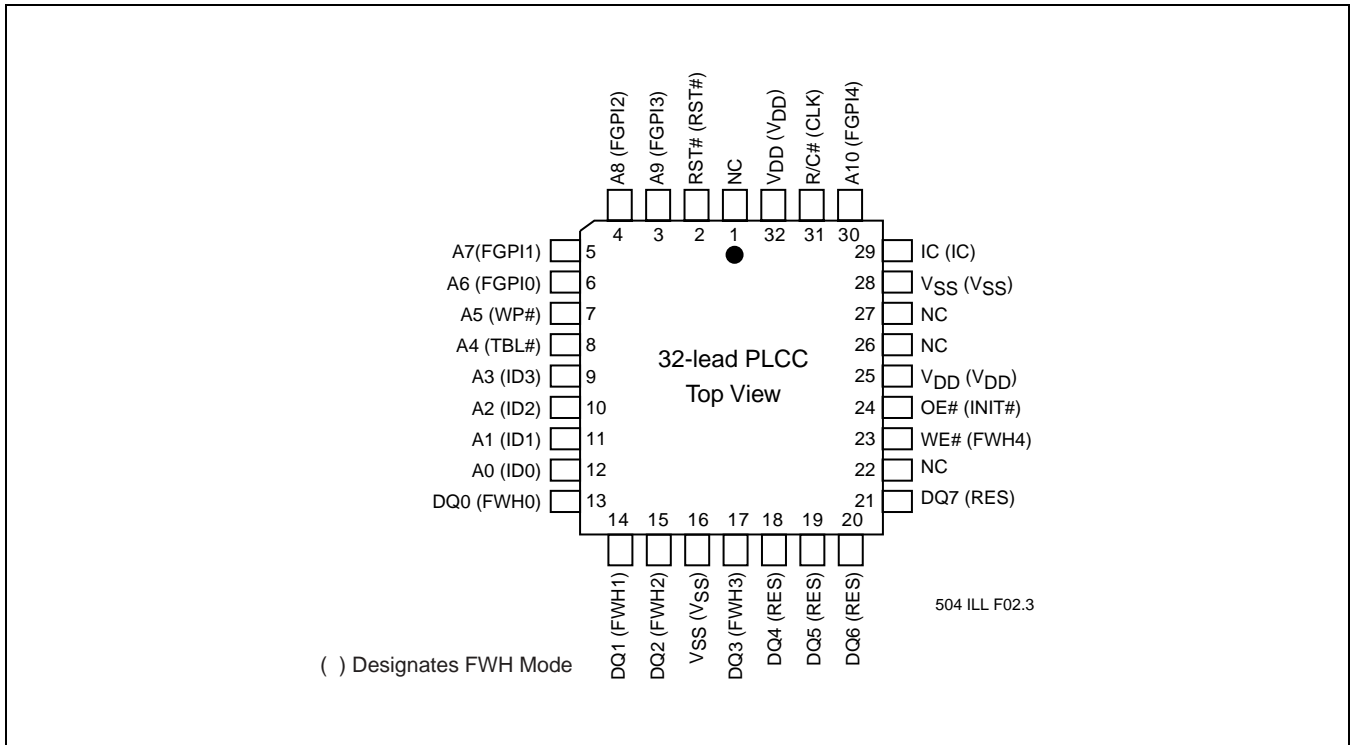 A8 (FGPI2)
A9 (FGPI3)
RST# (RST#)
NC
VDD (VDD)
R/C# (CLK)
A10 (FGPI4)
4
3
2
1
32
31
30
A7(FGPI1)
5
A6 (FGPI0)
6
A5 (WP#)
7
A4 (TBL#)
8
A3 (ID3)
9
A2 (ID2)
10
A1 (ID1)
11
A0 (ID0)
12
DQ0 (FWH0)
13
32-lead PLCC
Top View
29
IC (IC)
28
VSS (VSS)
27
NC
26
NC
25
VDD (VDD)
24
OE# (INIT#)
23
WE# (FWH4)
22
NC
21
DQ7 (RES)
14
15
16
17
18
19
20
DQ1 (FWH1)
DQ2 (FWH2)
VSS (VSS)
DQ3 (FWH3)
DQ4 (RES)
DQ5 (RES)
DQ6 (RES)
504 ILL F02.3
( ) Designates FWH Mode